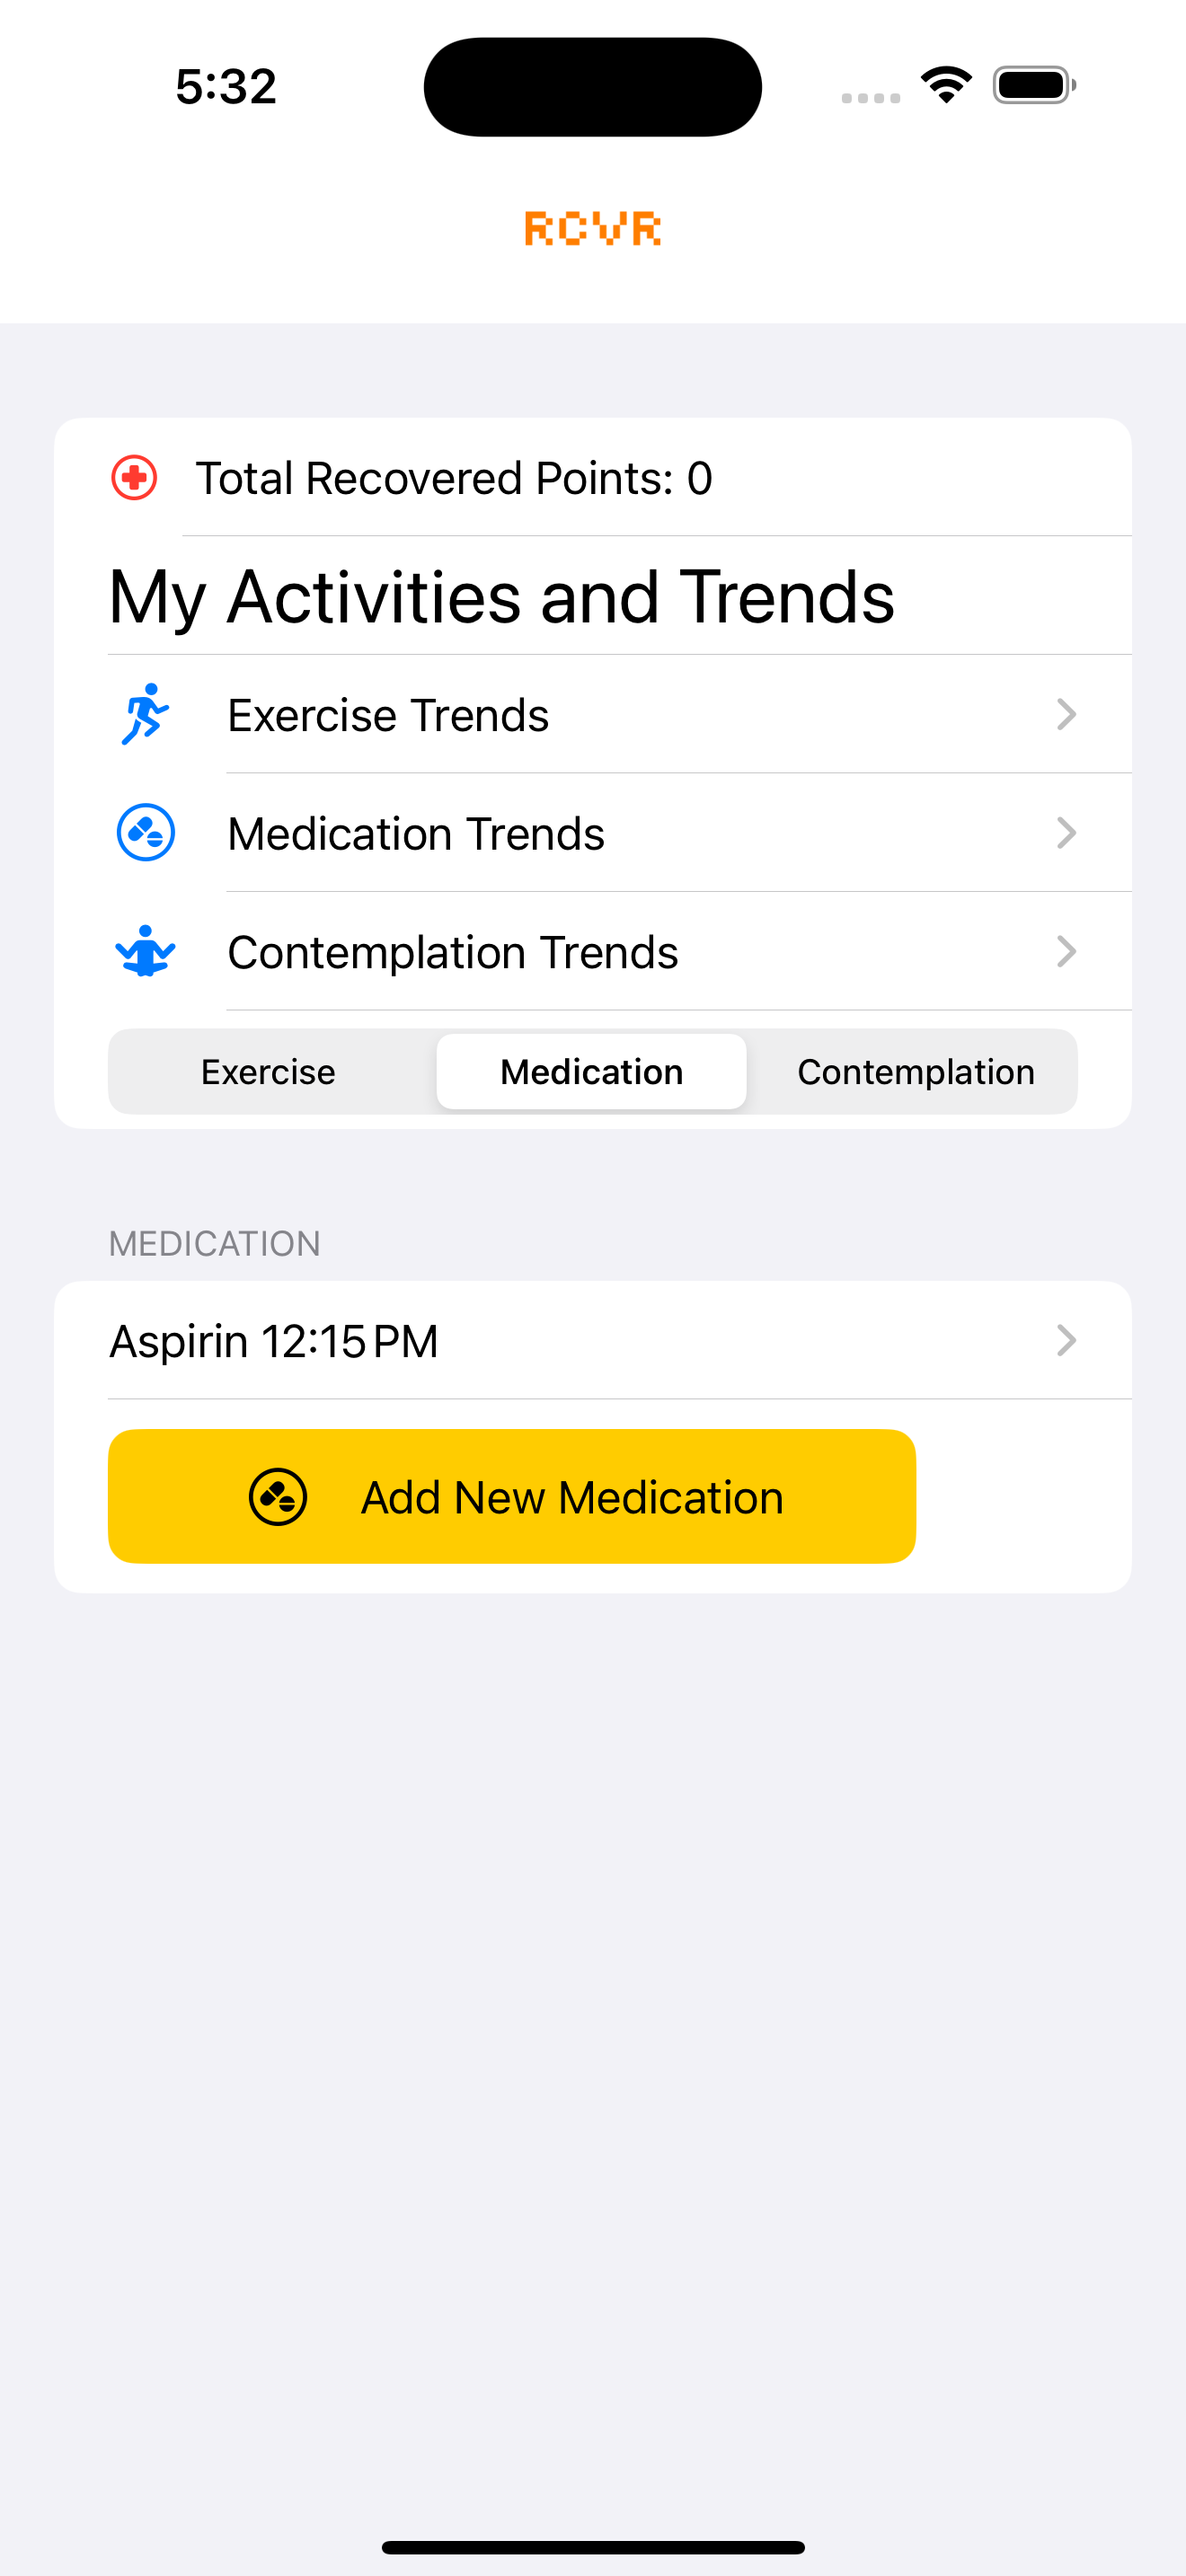 5:32
RCVR
Total Recovered Points: 0
My Activities and Trends
Exercise Trends
Medication Trends
Contemplation Trends
Exercise Medication Contemplation
MEDICATION
Aspirin 12:15 PM
Add New Medication